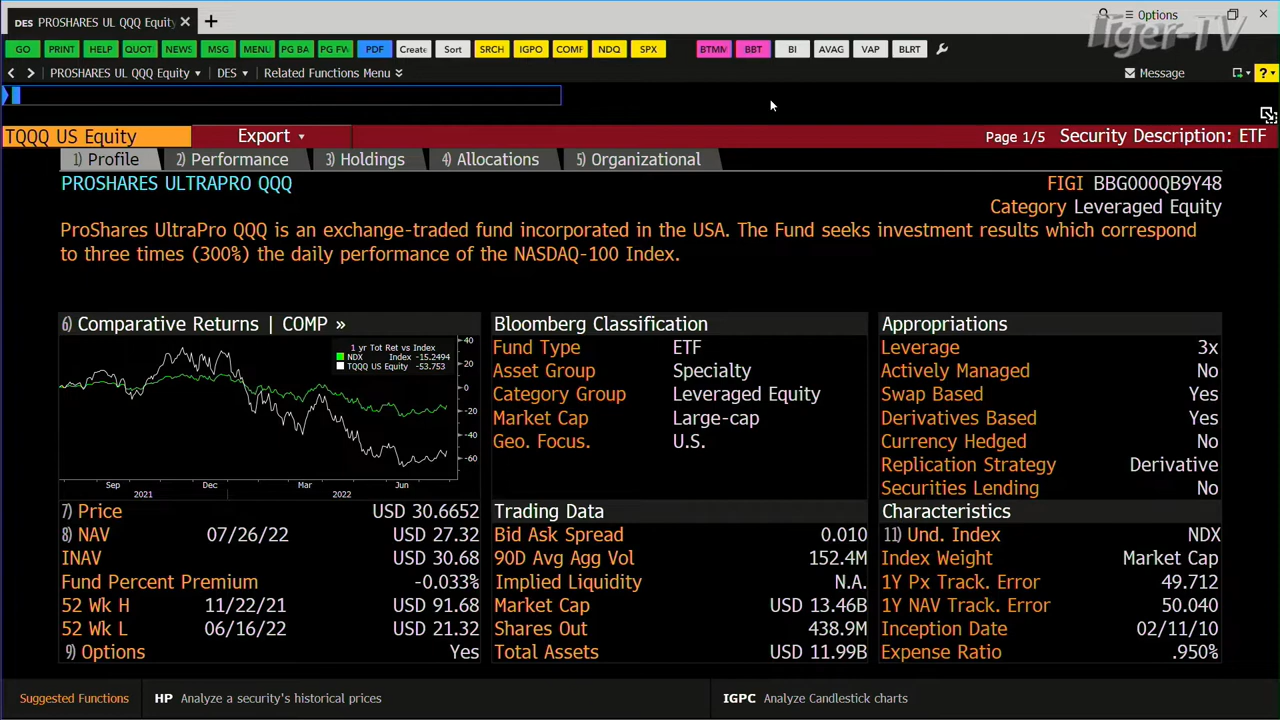 DES PROSHARES UL QQQ Equity
Options
Tiger-TV
GO PRINT HELP QUOT NEWS MSG MENU PG BA PG FW PDF Create Sort SRCH IGPO COMF NDQ SPX BTMM BBT BI AVAG VAP BLRT
PROSHARES UL QQQ Equity DES Related Functions Menu
Message
TQQQ US Equity Export Page 1/5 Security Description: ETF
1) Profile 2) Performance 3) Holdings 4) Allocations 5) Organizational
PROSHARES ULTRAPRO QQQ FIGI BBG000QB9Y48
Category Leveraged Equity
ProShares UltraPro QQQ is an exchange-traded fund incorporated in the USA. The Fund seeks investment results which correspond
to three times (300%) the daily performance of the NASDAQ-100 Index.
6) Comparative Returns | COMP »
1 yr Tot Ret vs Index
NDX Index -15.2494
TQQQ US Equity -53.753
40
20
0
-20
-40
-60
Sep Dec Mar Jun
2021 2022
7) Price USD 30.6652
8) NAV 07/26/22 USD 27.32
INAV USD 30.68
Fund Percent Premium -0.033%
52 Wk H 11/22/21 USD 91.68
52 Wk L 06/16/22 USD 21.32
9) Options Yes
Bloomberg Classification
Fund Type ETF
Asset Group Specialty
Category Group Leveraged Equity
Market Cap Large-cap
Geo. Focus. U.S.
Trading Data
Bid Ask Spread 0.010
90D Avg Agg Vol 152.4M
Implied Liquidity N.A.
Market Cap USD 13.46B
Shares Out 438.9M
Total Assets USD 11.99B
Appropriations
Leverage 3x
Actively Managed No
Swap Based Yes
Derivatives Based Yes
Currency Hedged No
Replication Strategy Derivative
Securities Lending No
Characteristics
11) Und. Index NDX
Index Weight Market Cap
1Y Px Track. Error 49.712
1Y NAV Track. Error 50.040
Inception Date 02/11/10
Expense Ratio .950%
Suggested Functions HP Analyze a security's historical prices IGPC Analyze Candlestick charts